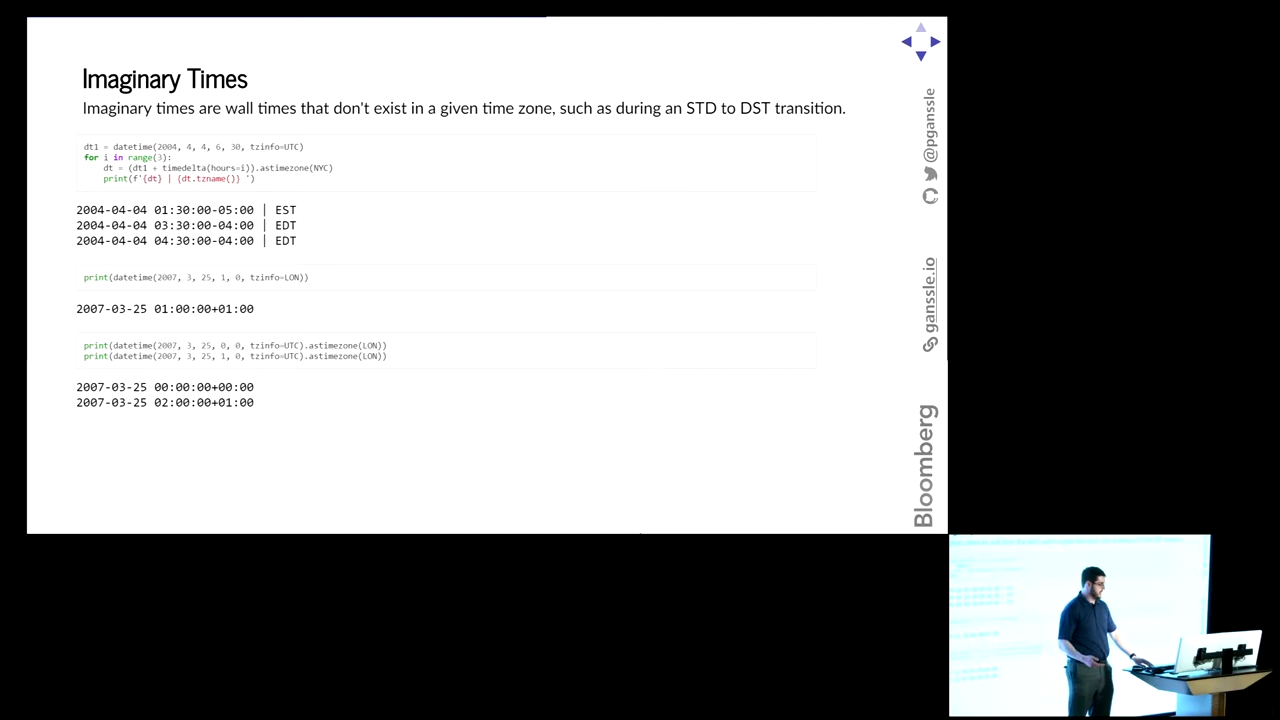 Imaginary Times
Imaginary times are wall times that don't exist in a given time zone, such as during an STD to DST transition.
dt1 = datetime(2004, 4, 4, 6, 30, tzinfo=UTC)
for i in range(3):
    dt = (dt1 + timedelta(hours=i)).astimezone(NYC)
    print(f'{dt} | {dt.tzname()} ')
2004-04-04 01:30:00-05:00 | EST
2004-04-04 03:30:00-04:00 | EDT
2004-04-04 04:30:00-04:00 | EDT
print(datetime(2007, 3, 25, 1, 0, tzinfo=LON))
2007-03-25 01:00:00+01:00
print(datetime(2007, 3, 25, 0, 0, tzinfo=UTC).astimezone(LON))
print(datetime(2007, 3, 25, 1, 0, tzinfo=UTC).astimezone(LON))
2007-03-25 00:00:00+00:00
2007-03-25 02:00:00+01:00
@pganssle
ganssle.io
Bloomberg